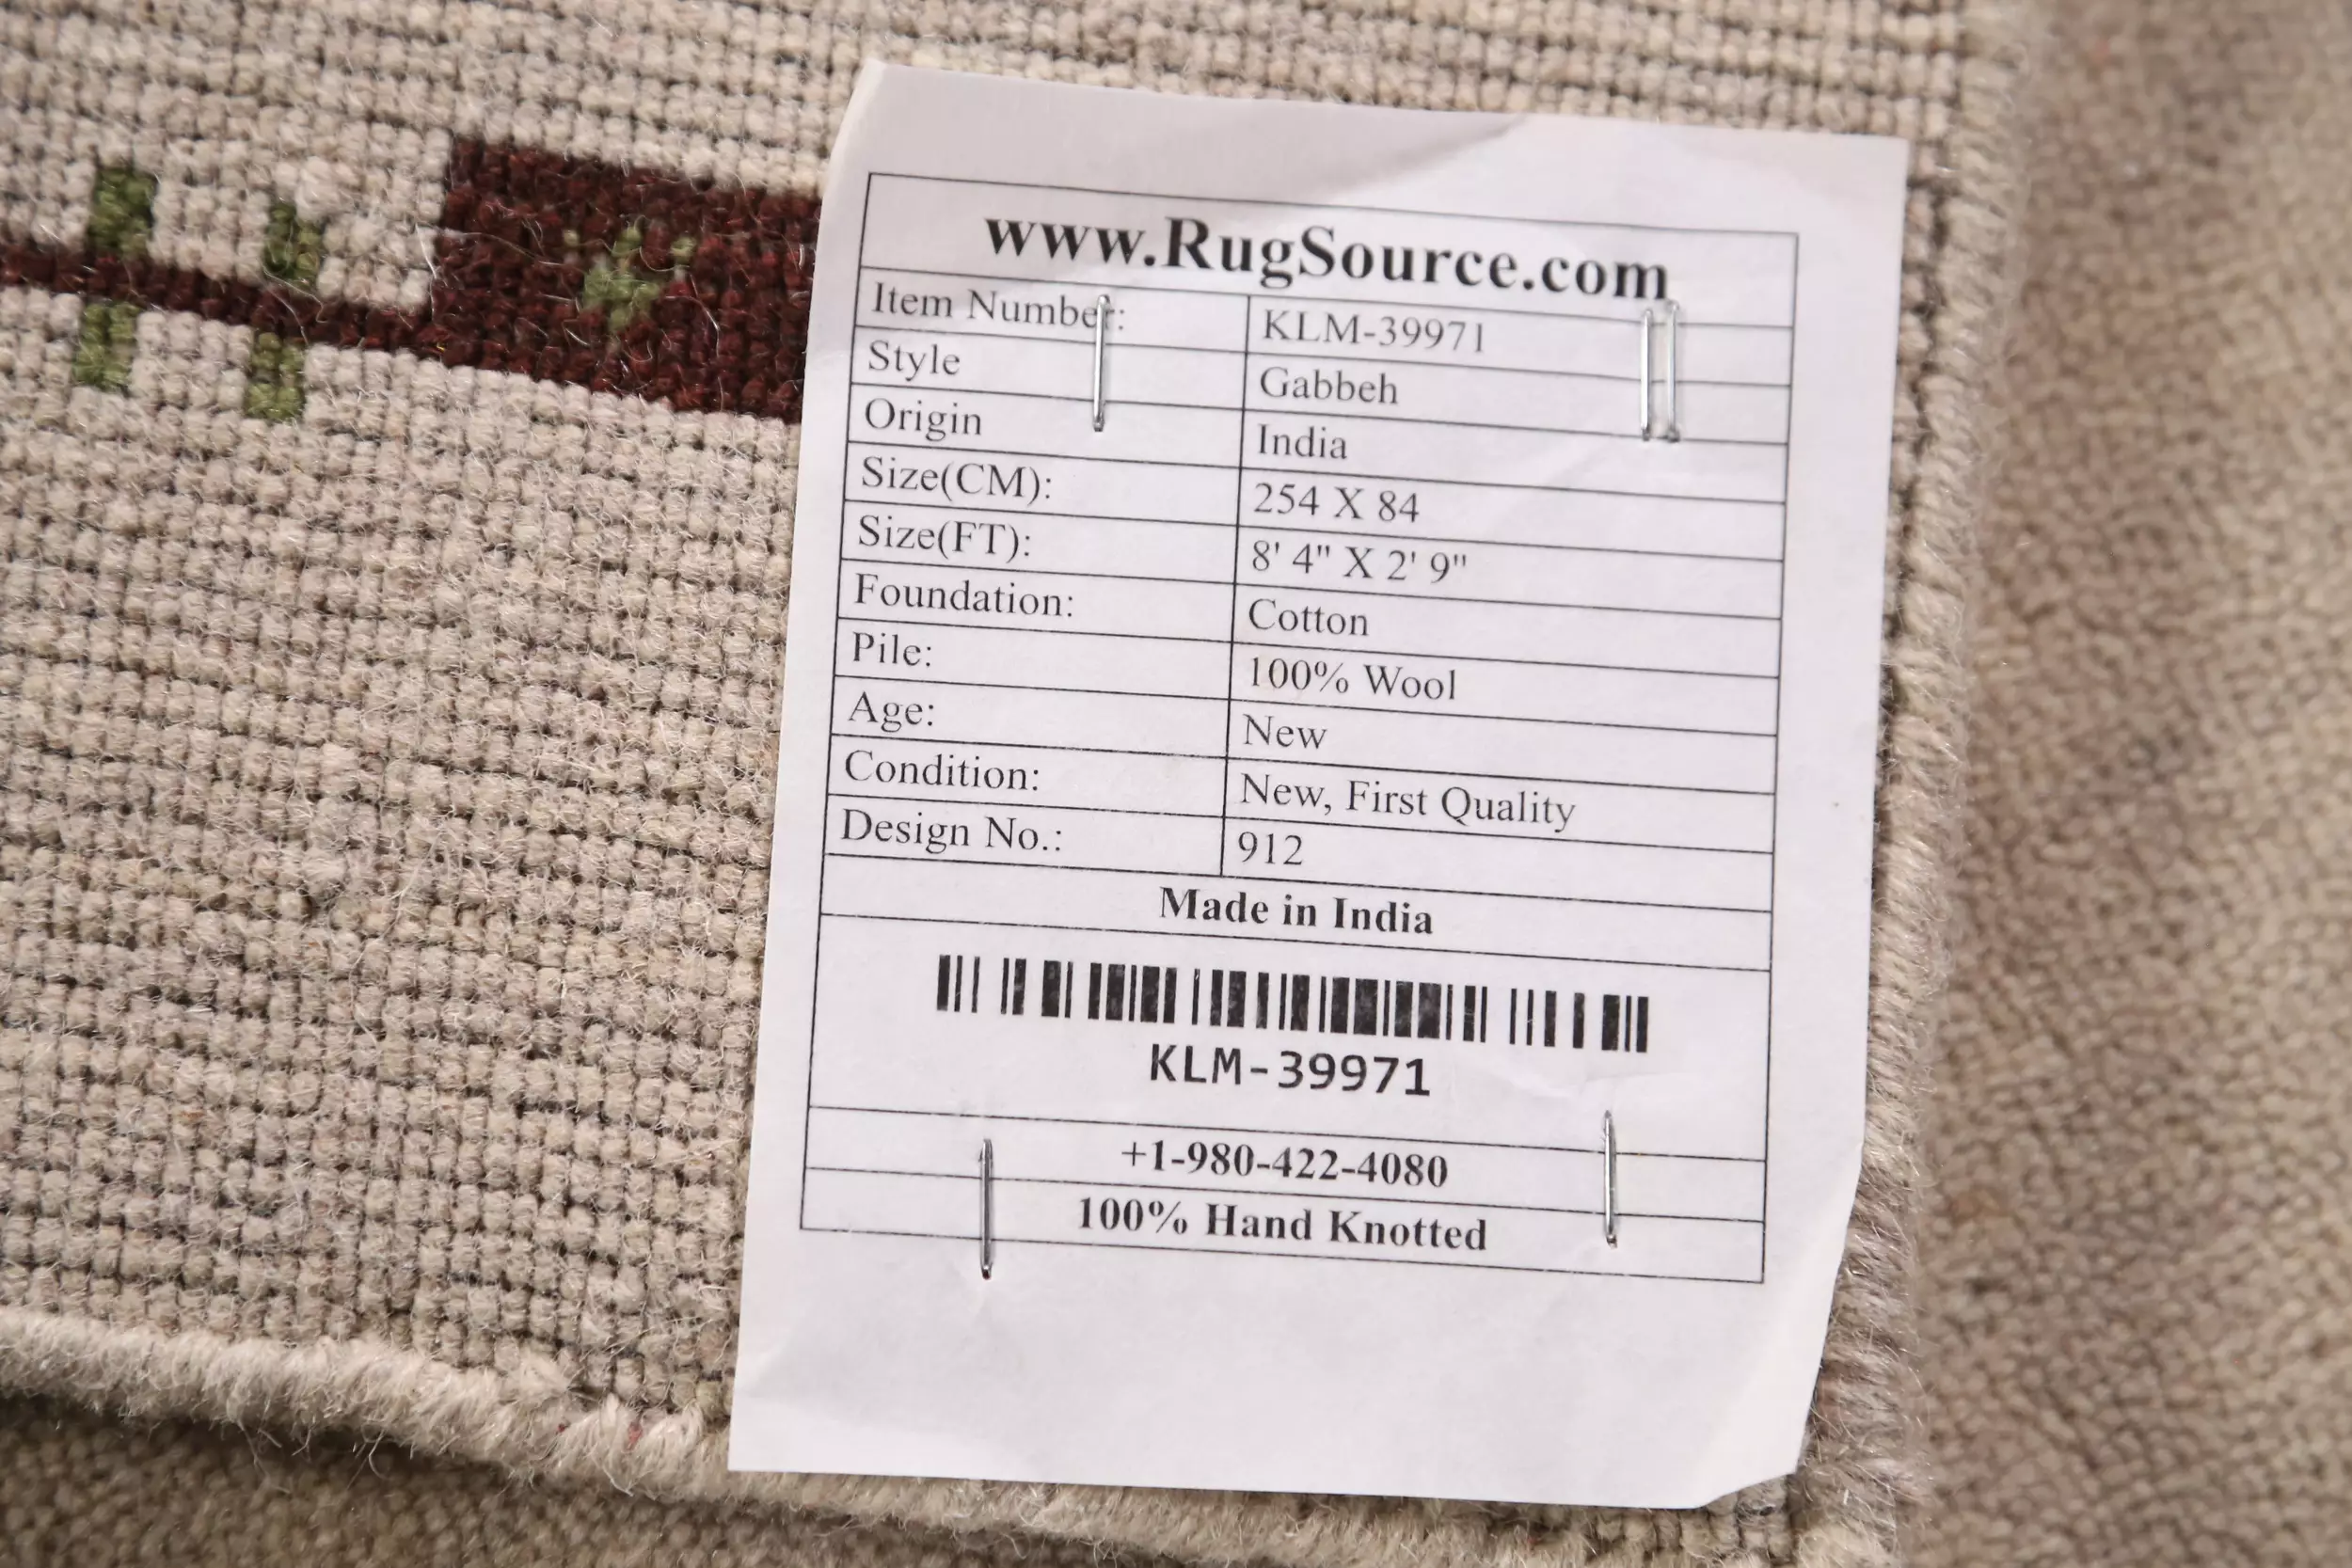 www.RugSource.com
Item Number: KLM-39971
Style Gabbeh
Origin India
Size(CM): 254 X 84
Size(FT): 8' 4" X 2' 9"
Foundation: Cotton
Pile: 100% Wool
Age: New
Condition: New, First Quality
Design No.: 912
Made in India
KLM-39971
+1-980-422-4080
100% Hand Knotted